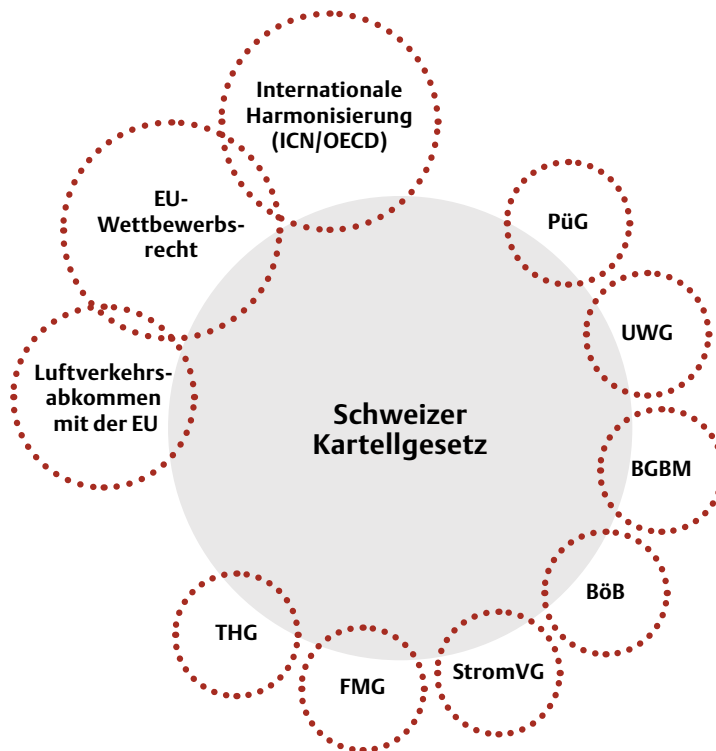 Internationale
Harmonisierung
(ICN/OECD)
EU-
Wettbewerbs-
recht
Luftverkehrs-
abkommen
mit der EU
PüG
UWG
Schweizer
Kartellgesetz
BGBM
BöB
StromVG
FMG
THG